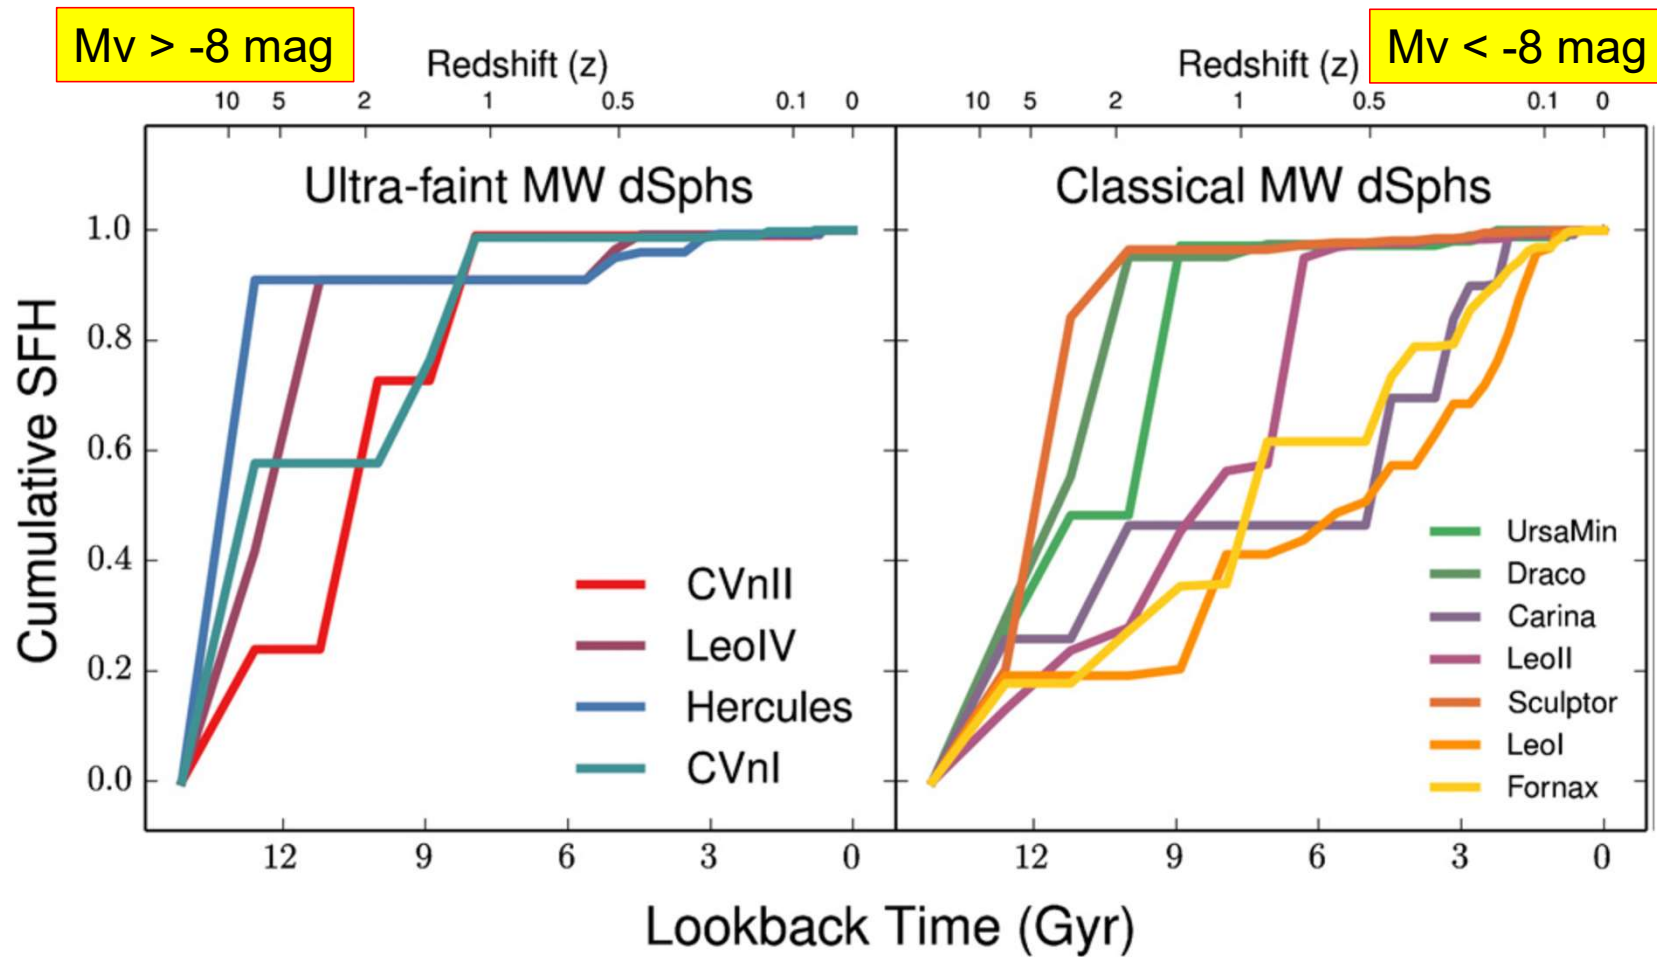 Mv > -8 mag
Mv < -8 mag
Redshift (z)
Redshift (z)
10 5 2 1 0.5 0.1 0
10 5 2 1 0.5 0.1 0
Ultra-faint MW dSphs
Classical MW dSphs
Cumulative SFH
1.0
0.8
0.6
0.4
0.2
0.0
CVnII
LeoIV
Hercules
CVnI
UrsaMin
Draco
Carina
LeoII
Sculptor
LeoI
Fornax
12 9 6 3 0
12 9 6 3 0
Lookback Time (Gyr)